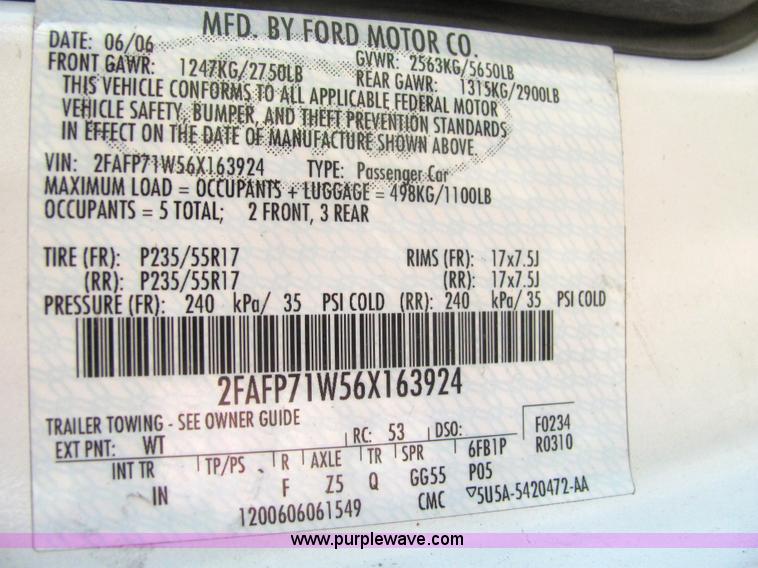 MFD. BY FORD MOTOR CO.
DATE: 06/06 GVWR: 2563KG/5650LB
FRONT GAWR: 1247KG/2750LB REAR GAWR: 1315KG/2900LB
THIS VEHICLE CONFORMS TO ALL APPLICABLE FEDERAL MOTOR
VEHICLE SAFETY, BUMPER, AND THEFT PREVENTION STANDARDS
IN EFFECT ON THE DATE OF MANUFACTURE SHOWN ABOVE.
VIN: 2FAFP71W56X163924 TYPE: Passenger Car
MAXIMUM LOAD = OCCUPANTS + LUGGAGE = 498KG/1100LB
OCCUPANTS = 5 TOTAL; 2 FRONT, 3 REAR
TIRE (FR): P235/55R17 RIMS (FR): 17x7.5J
(RR): P235/55R17 (RR): 17x7.5J
PRESSURE (FR): 240 kPa/ 35 PSI COLD (RR): 240 kPa/ 35 PSI COLD
2FAFP71W56X163924
TRAILER TOWING - SEE OWNER GUIDE
EXT PNT: WT RC: 53 DSO: F0234
INT TR TP/PS R AXLE TR SPR 6FB1P R0310
IN F Z5 Q GG55 P05
1200606061549 CMC ▽5U5A-5420472-AA
www.purplewave.com